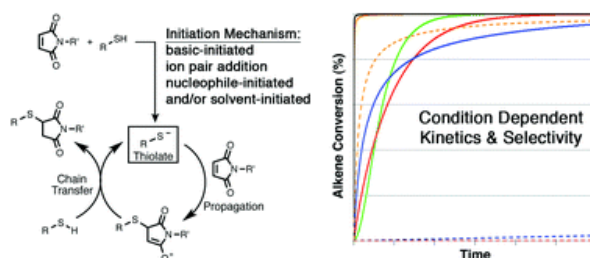 O
N-R'
O
+
R-SH
Initiation Mechanism:
basic-initiated
ion pair addition
nucleophile-initiated
and/or solvent-initiated
R-S⁻
Thiolate
R-S
O
N-R'
O
Chain
Transfer
O
N-R'
O
Propagation
R-S-H
R-S
O
N-R'
Alkene Conversion (%)
Condition Dependent
Kinetics & Selectivity
Time